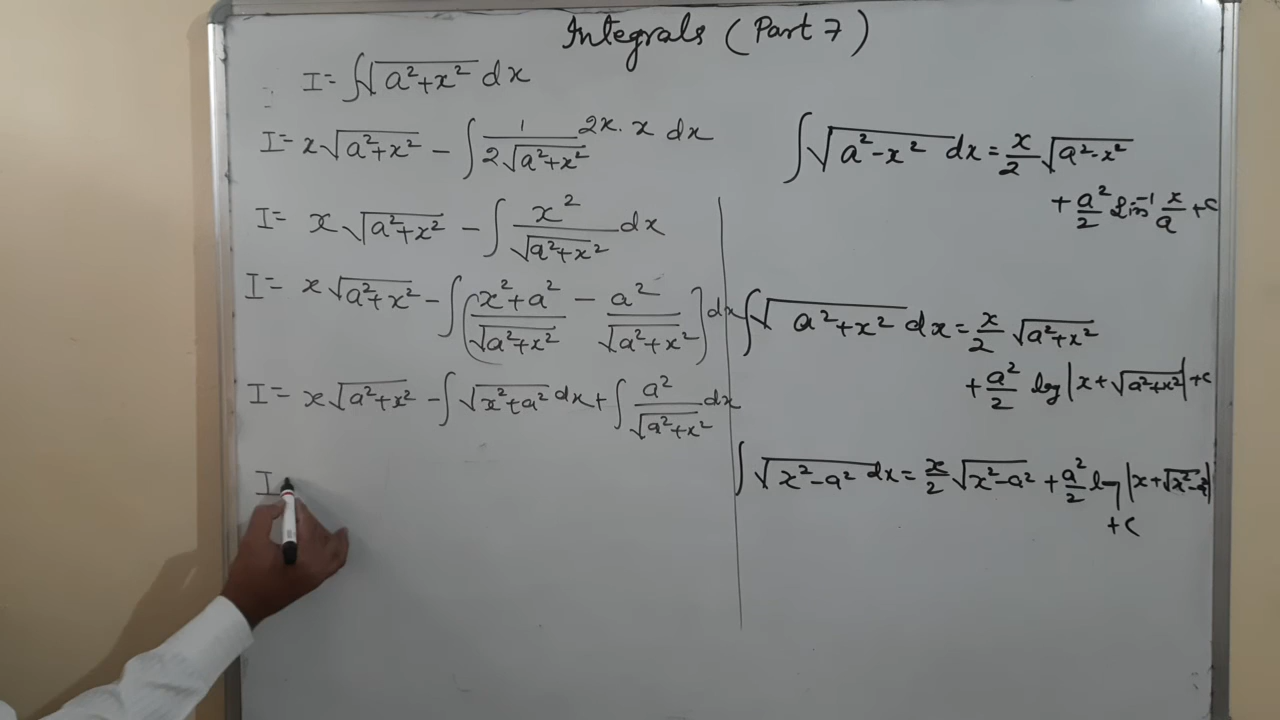 Integrals (Part 7)
I = ∫√(a²+x²) dx
I = x√(a²+x²) − ∫ 1/(2√(a²+x²)) 2x. x dx
I = x√(a²+x²) − ∫ x²/√(a²+x²) dx
I = x√(a²+x²) − ∫((x²+a²)/√(a²+x²) − a²/√(a²+x²)) dx
I = x√(a²+x²) − ∫√(x²+a²) dx + ∫ a²/√(a²+x²) dx
I
∫√(a²−x²) dx = x/2 √(a²−x²)
+ a²/2 sin⁻¹ x/a + c
∫√(a²+x²) dx = x/2 √(a²+x²)
+ a²/2 log|x+√(a²+x²)| + c
∫√(x²−a²) dx = x/2 √(x²−a²) + a²/2 log|x+√(x²−a²)|
+ c